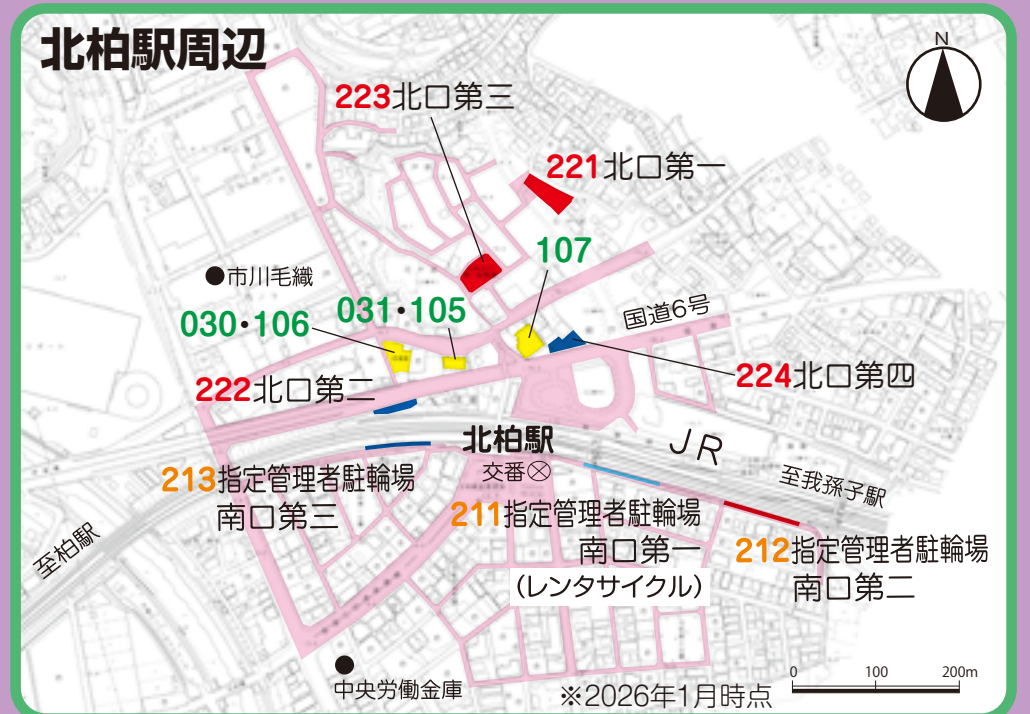 北柏駅周辺
N
223北口第三
221北口第一
107
●市川毛織
030・106
031・105
国道6号
222北口第二
224北口第四
北柏駅
交番
JR
至我孫子駅
213指定管理者駐輪場
南口第三
211指定管理者駐輪場
南口第一
(レンタサイクル)
212指定管理者駐輪場
南口第二
至柏駅
中央労働金庫
※2026年1月時点
0 100 200m